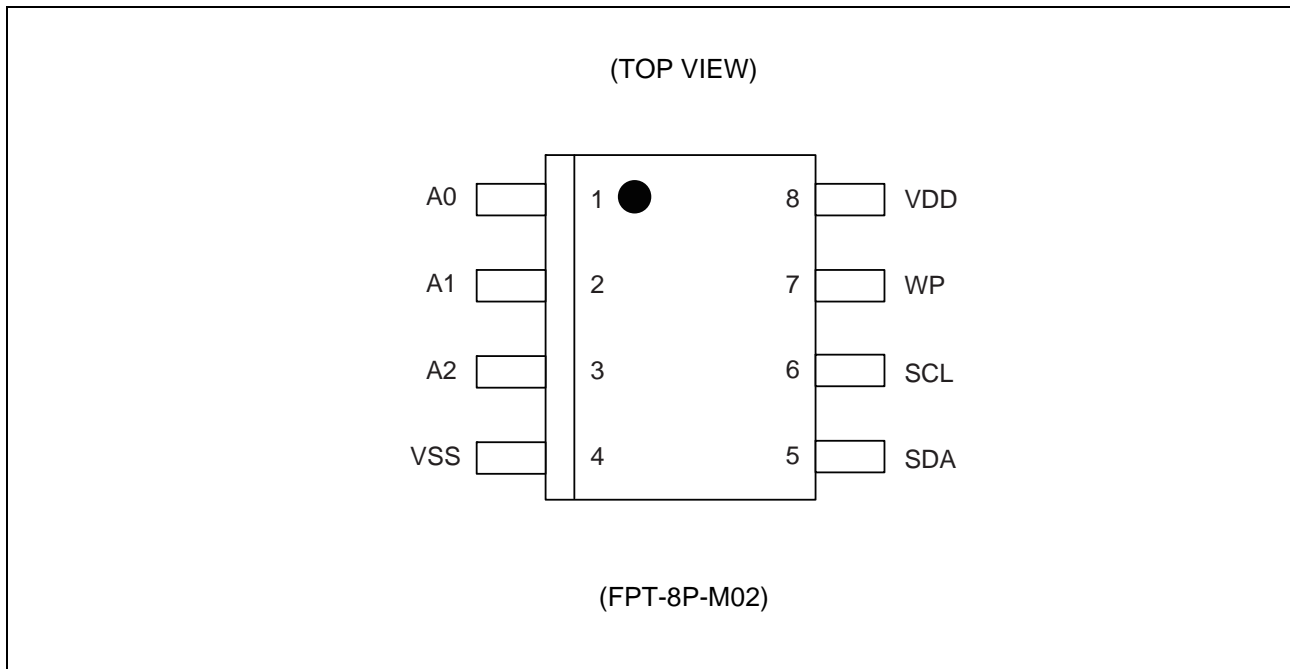 (TOP VIEW)
A0 1 8 VDD
A1 2 7 WP
A2 3 6 SCL
VSS 4 5 SDA
(FPT-8P-M02)